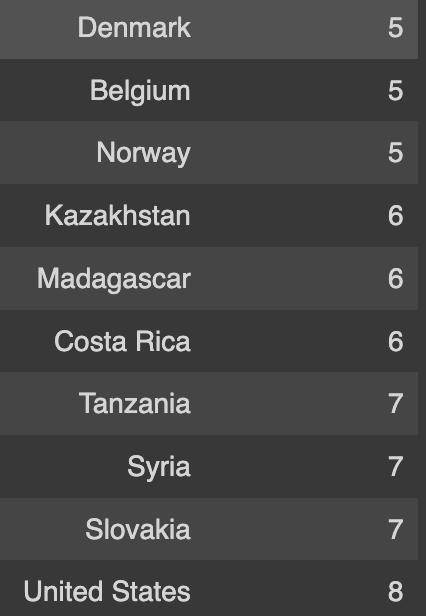 Denmark 5
Belgium 5
Norway 5
Kazakhstan 6
Madagascar 6
Costa Rica 6
Tanzania 7
Syria 7
Slovakia 7
United States 8